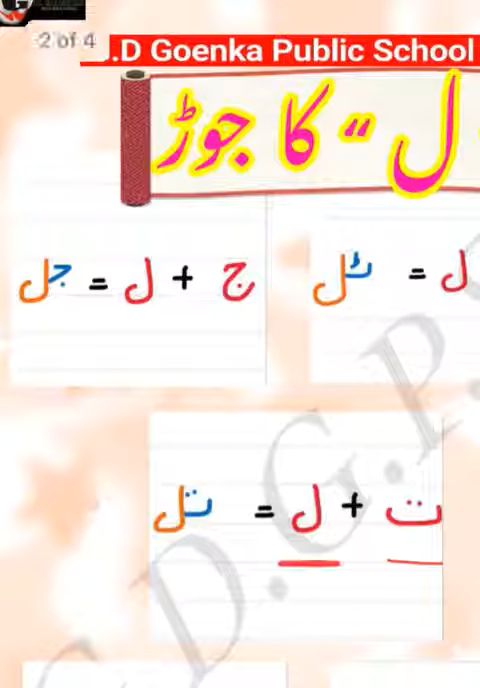 2 of 4
.D Goenka Public School
ل " کا جوڑ
ل = ٹل
ج + ل = جل
ت + ل = تل
D.G.P.